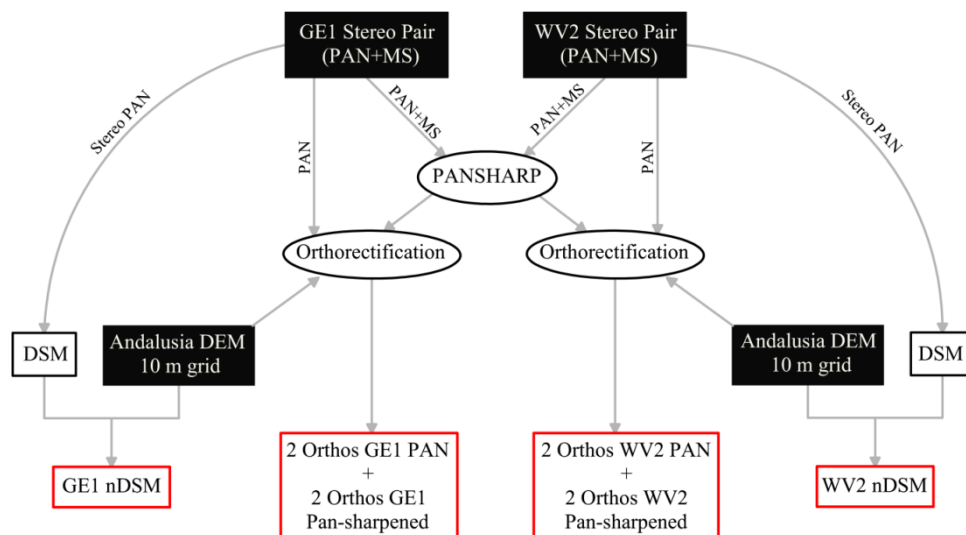 GE1 Stereo Pair
(PAN+MS)
WV2 Stereo Pair
(PAN+MS)
Stereo PAN
PAN
PAN+MS
PAN+MS
PAN
Stereo PAN
PANSHARP
Orthorectification
Orthorectification
DSM
Andalusia DEM
10 m grid
Andalusia DEM
10 m grid
DSM
GE1 nDSM
2 Orthos GE1 PAN
+
2 Orthos GE1
Pan-sharpened
2 Orthos WV2 PAN
+
2 Orthos WV2
Pan-sharpened
WV2 nDSM